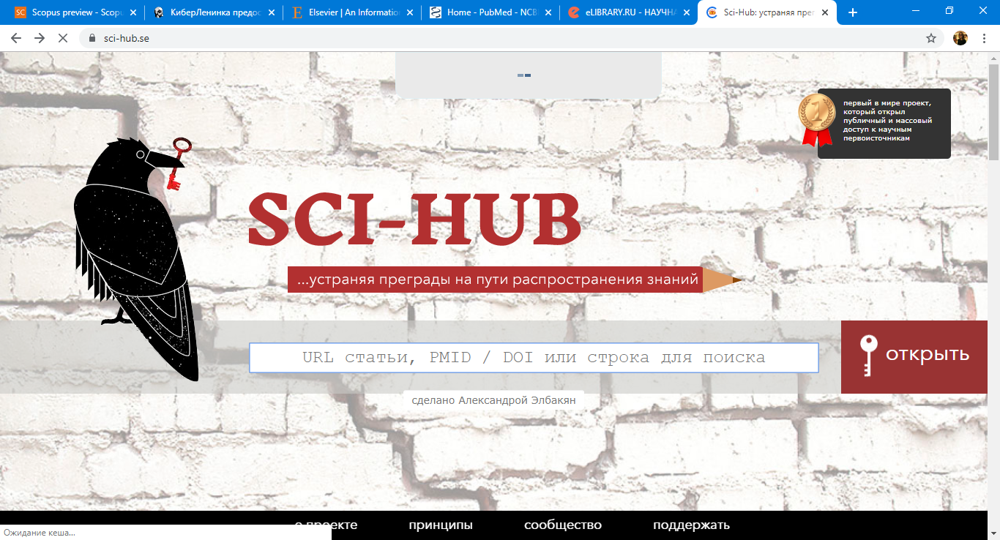 Scopus preview - Scopu
КиберЛенинка предос
Elsevier | An Informatio
Home - PubMed - NCB
eLIBRARY.RU - НАУЧНА
Sci-Hub: устраняя прег
sci-hub.se
1
первый в мире проект,
который открыл
публичный и массовый
доступ к научным
первоисточникам
SCI-HUB
...устраняя преграды на пути распространения знаний
URL статьи, PMID / DOI или строка для поиска
открыть
сделано Александрой Элбакян
о проекте принципы сообщество поддержать
Ожидание кеша...